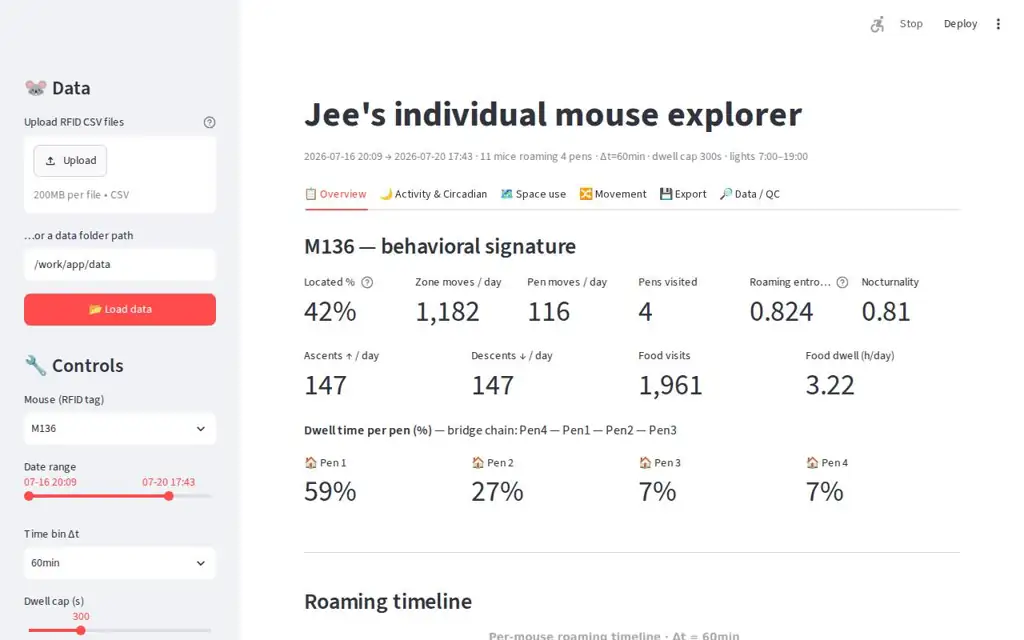 Stop
Deploy
Data
Upload RFID CSV files
Upload
200MB per file • CSV
...or a data folder path
/work/app/data
Load data
Controls
Mouse (RFID tag)
M136
Date range
07-16 20:09
07-20 17:43
Time bin Δt
60min
Dwell cap (s)
300
Jee's individual mouse explorer
2026-07-16 20:09 → 2026-07-20 17:43 · 11 mice roaming 4 pens · Δt=60min · dwell cap 300s · lights 7:00–19:00
Overview
Activity & Circadian
Space use
Movement
Export
Data / QC
M136 — behavioral signature
Located %
Zone moves / day
Pen moves / day
Pens visited
Roaming entro...
Nocturnality
42%
1,182
116
4
0.824
0.81
Ascents ↑ / day
Descents ↓ / day
Food visits
Food dwell (h/day)
147
147
1,961
3.22
Dwell time per pen (%) — bridge chain: Pen4 — Pen1 — Pen2 — Pen3
Pen 1
Pen 2
Pen 3
Pen 4
59%
27%
7%
7%
Roaming timeline
Per-mouse roaming timeline · Δt = 60min